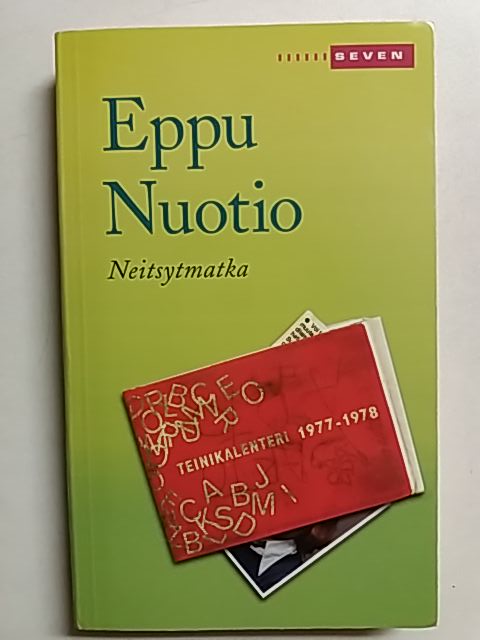 SEVEN
Eppu
Nuotio
Neitsytmatka
TEINIKALENTERI 1977-1978